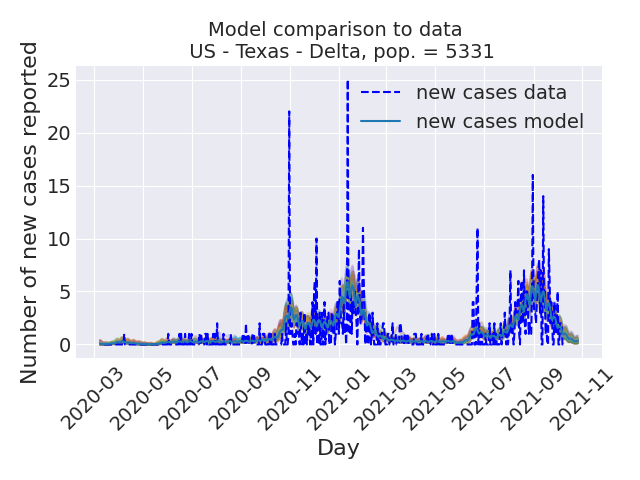 Model comparison to data
US - Texas - Delta, pop. = 5331
Number of new cases reported
25
20
15
10
5
0
new cases data
new cases model
2020-03
2020-05
2020-07
2020-09
2020-11
2021-01
2021-03
2021-05
2021-07
2021-09
2021-11
Day